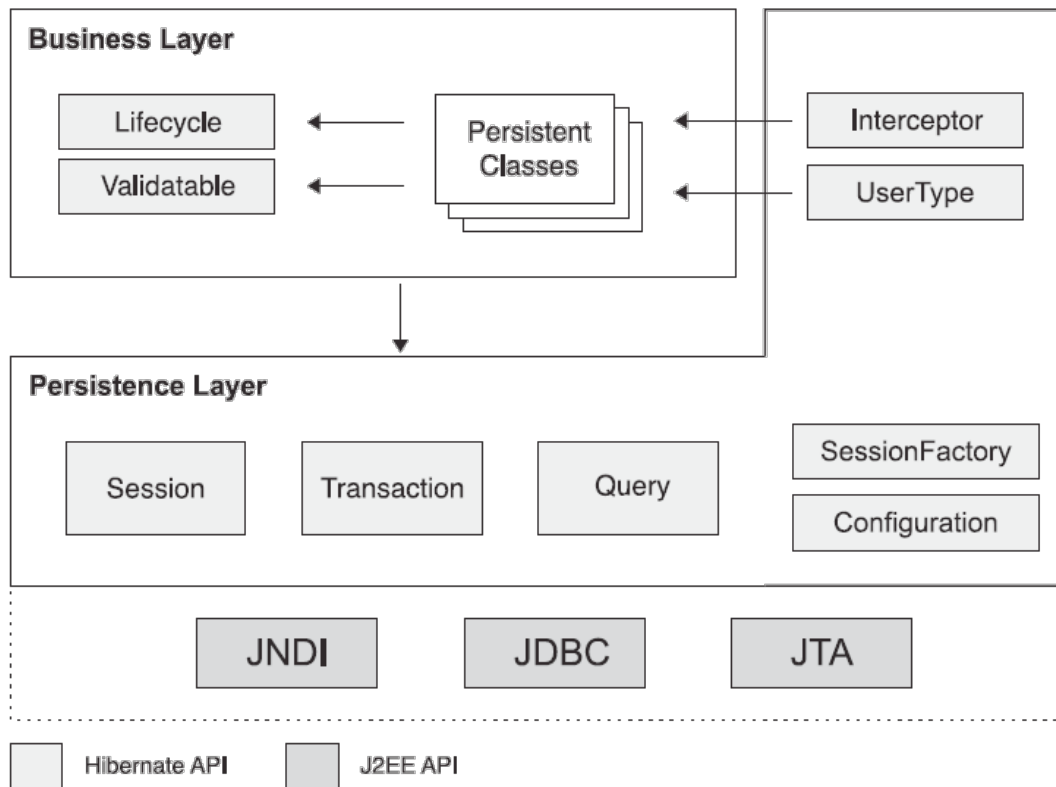 Business Layer
Lifecycle
Validatable
Persistent
Classes
Interceptor
UserType
Persistence Layer
Session
Transaction
Query
SessionFactory
Configuration
JNDI
JDBC
JTA
Hibernate API
J2EE API